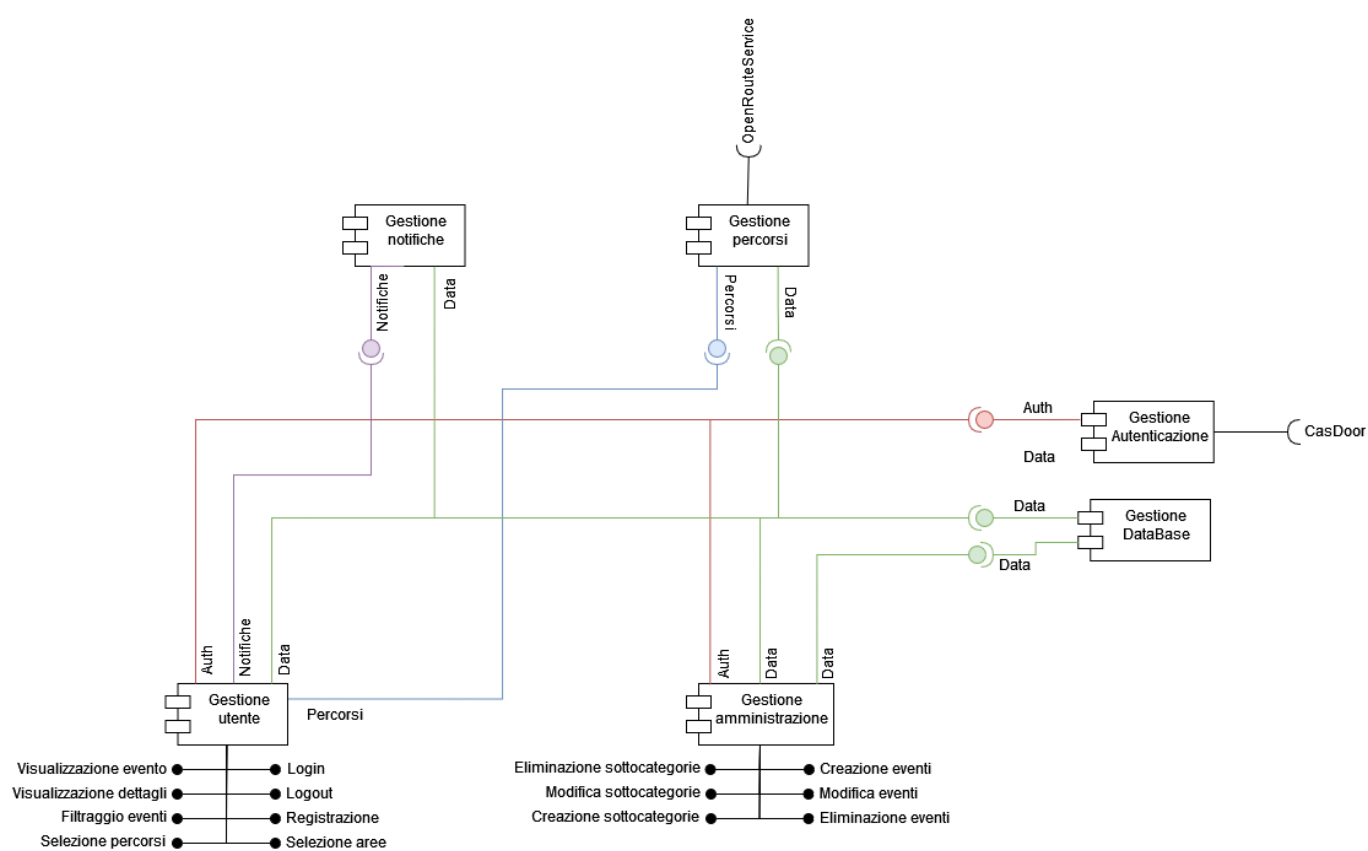 OpenRouteService
Gestione
notifiche
Gestione
percorsi
Notifiche
Data
Percorsi
Data
Auth
Gestione
Autenticazione
CasDoor
Data
Data
Gestione
DataBase
Data
Auth
Notifiche
Data
Auth
Data
Data
Gestione
utente
Percorsi
Gestione
amministrazione
Visualizzazione evento
Login
Visualizzazione dettagli
Logout
Filtraggio eventi
Registrazione
Selezione percorsi
Selezione aree
Eliminazione sottocategorie
Creazione eventi
Modifica sottocategorie
Modifica eventi
Creazione sottocategorie
Eliminazione eventi